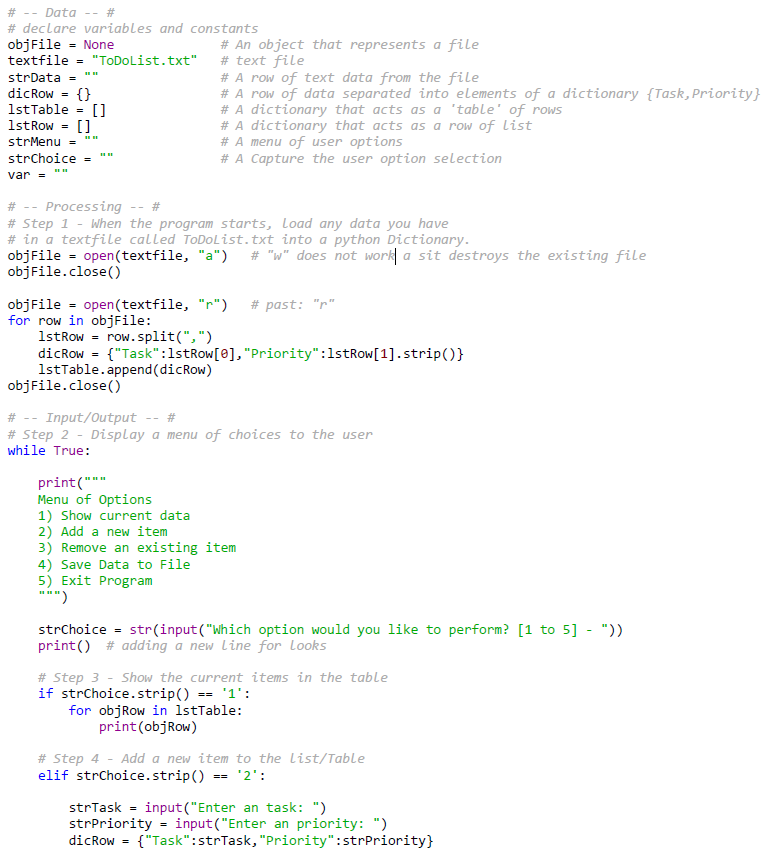 # -- Data -- #
# declare variables and constants
objFile = None              # An object that represents a file
textfile = "ToDoList.txt"   # text file
strData = ""                # A row of text data from the file
dicRow = {}                 # A row of data separated into elements of a dictionary {Task,Priority}
lstTable = []               # A dictionary that acts as a 'table' of rows
lstRow = []                 # A dictionary that acts as a row of list
strMenu = ""                # A menu of user options
strChoice = ""              # A Capture the user option selection
var = ""

# -- Processing -- #
# Step 1 - When the program starts, load any data you have
# in a textfile called ToDoList.txt into a python Dictionary.
objFile = open(textfile, "a")   # "w" does not work a sit destroys the existing file
objFile.close()

objFile = open(textfile, "r")   # past: "r"
for row in objFile:
    lstRow = row.split(",")
    dicRow = {"Task":lstRow[0],"Priority":lstRow[1].strip()}
    lstTable.append(dicRow)
objFile.close()

# -- Input/Output -- #
# Step 2 - Display a menu of choices to the user
while True:

    print("""
    Menu of Options
    1) Show current data
    2) Add a new item
    3) Remove an existing item
    4) Save Data to File
    5) Exit Program
    """)

    strChoice = str(input("Which option would you like to perform? [1 to 5] - "))
    print()  # adding a new line for looks

    # Step 3 - Show the current items in the table
    if strChoice.strip() == '1':
        for objRow in lstTable:
            print(objRow)

    # Step 4 - Add a new item to the list/Table
    elif strChoice.strip() == '2':

        strTask = input("Enter an task: ")
        strPriority = input("Enter an priority: ")
        dicRow = {"Task":strTask,"Priority":strPriority}